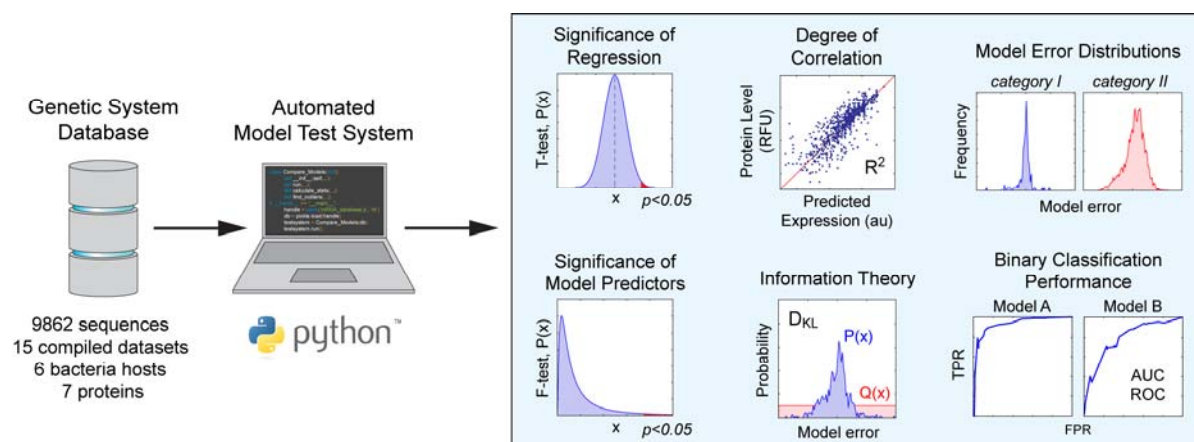 Genetic System
Database
9862 sequences
15 compiled datasets
6 bacteria hosts
7 proteins
Automated
Model Test System
python™
Significance of
Regression
T-test, P(x)
x
p<0.05
Degree of
Correlation
Protein Level
(RFU)
R²
Predicted
Expression (au)
Model Error Distributions
category I
category II
Frequency
Model error
Significance of
Model Predictors
F-test, P(x)
x
p<0.05
Information Theory
Probability
DKL
P(x)
Q(x)
Model error
Binary Classification
Performance
Model A
Model B
TPR
AUC
ROC
FPR